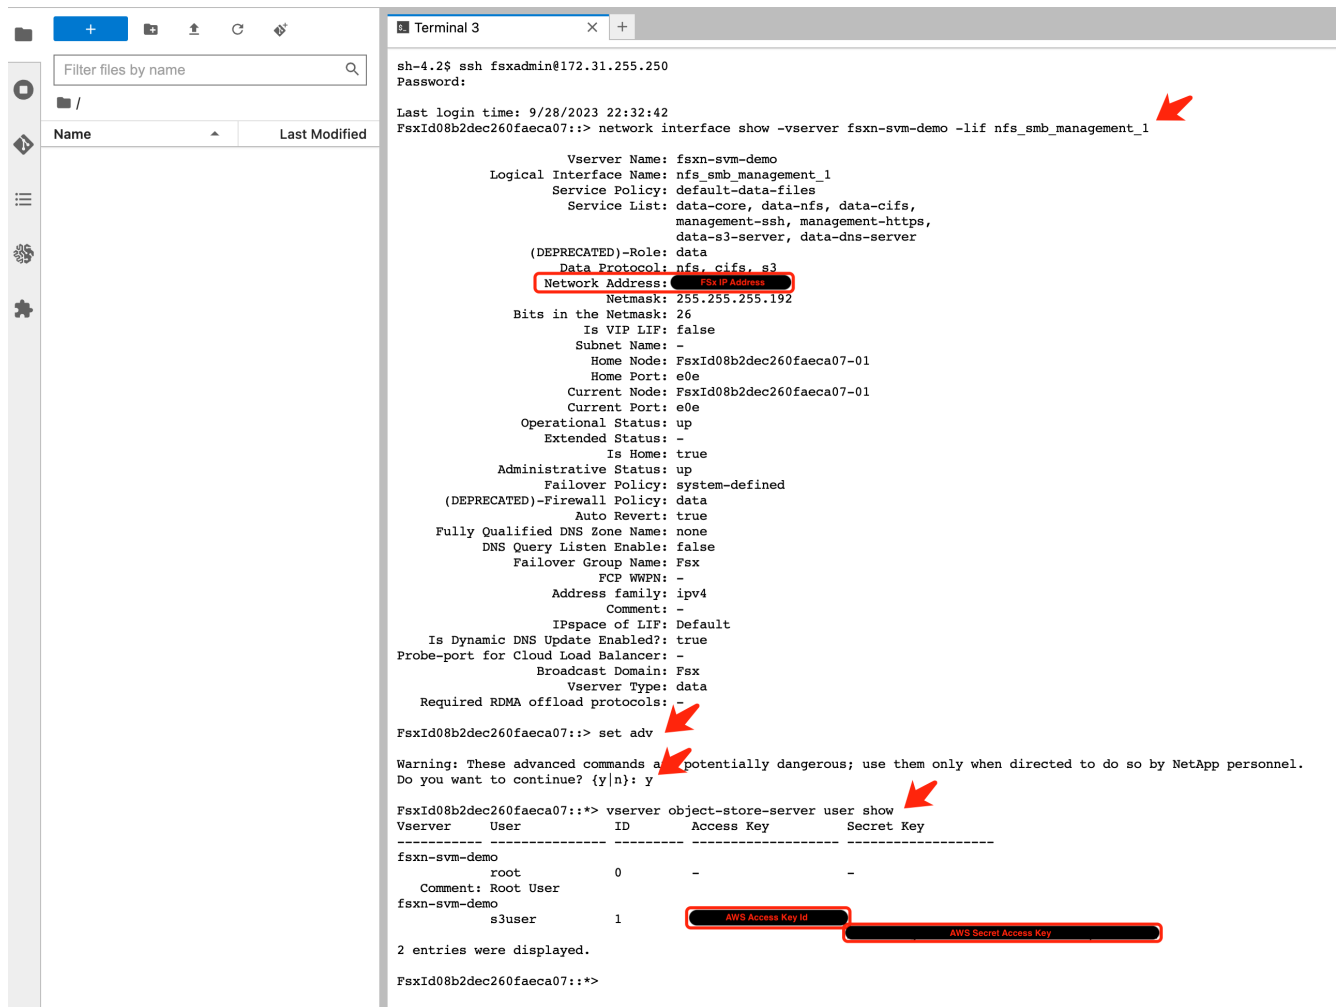 +
Terminal 3
+
Filter files by name
/
Name
Last Modified
sh-4.2$ ssh fsxadmin@172.31.255.250
Password:
Last login time: 9/28/2023 22:32:42
FsxId08b2dec260faeca07::> network interface show -vserver fsxn-svm-demo -lif nfs_smb_management_1
Vserver Name: fsxn-svm-demo
Logical Interface Name: nfs_smb_management_1
Service Policy: default-data-files
Service List: data-core, data-nfs, data-cifs,
management-ssh, management-https,
data-s3-server, data-dns-server
(DEPRECATED)-Role: data
Data Protocol: nfs, cifs, s3
Network Address: FSx IP Address
Netmask: 255.255.255.192
Bits in the Netmask: 26
Is VIP LIF: false
Subnet Name: -
Home Node: FsxId08b2dec260faeca07-01
Home Port: e0e
Current Node: FsxId08b2dec260faeca07-01
Current Port: e0e
Operational Status: up
Extended Status: -
Is Home: true
Administrative Status: up
Failover Policy: system-defined
(DEPRECATED)-Firewall Policy: data
Auto Revert: true
Fully Qualified DNS Zone Name: none
DNS Query Listen Enable: false
Failover Group Name: Fsx
FCP WWPN: -
Address family: ipv4
Comment: -
IPspace of LIF: Default
Is Dynamic DNS Update Enabled?: true
Probe-port for Cloud Load Balancer: -
Broadcast Domain: Fsx
Vserver Type: data
Required RDMA offload protocols: -
FsxId08b2dec260faeca07::> set adv
Warning: These advanced commands a potentially dangerous; use them only when directed to do so by NetApp personnel.
Do you want to continue? {y|n}: y
FsxId08b2dec260faeca07::*> vserver object-store-server user show
Vserver User ID Access Key Secret Key
----------- --------------- --------- ------------------- -------------------
fsxn-svm-demo
root 0 - -
Comment: Root User
fsxn-svm-demo
s3user 1 AWS Access Key Id
AWS Secret Access Key
2 entries were displayed.
FsxId08b2dec260faeca07::*>